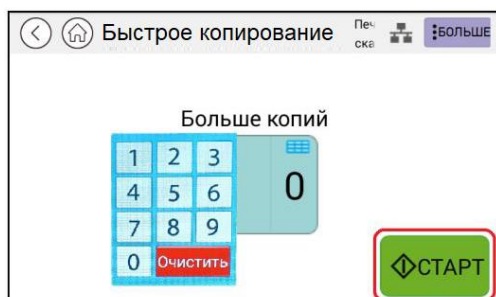 Быстрое копирование
Печ
ска
БОЛЬШЕ
Больше копий
1 2 3
4 5 6
7 8 9
0 Очистить
0
СТАРТ